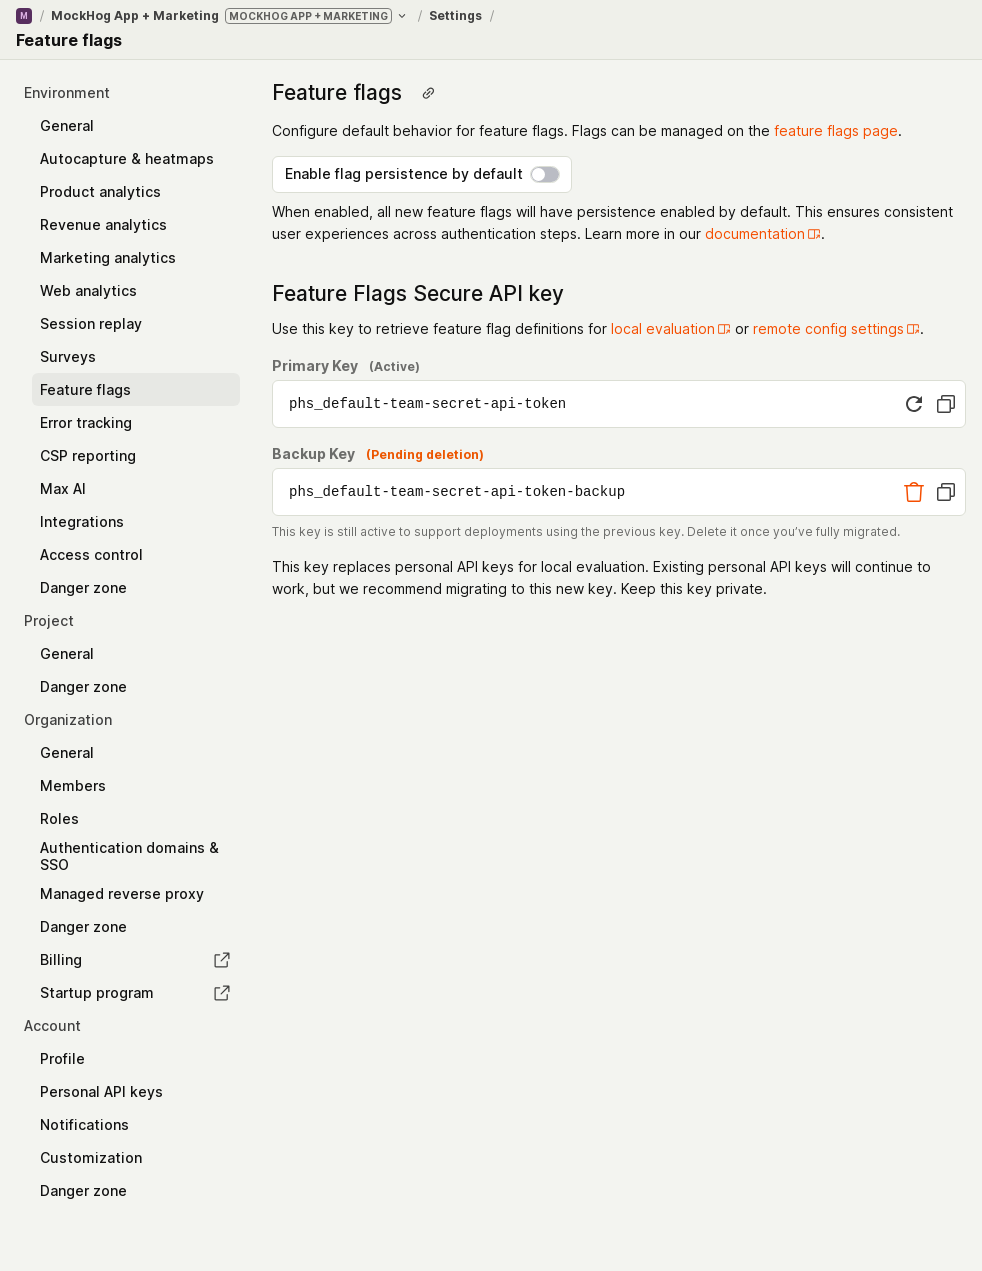 M / MockHog App + Marketing MOCKHOG APP + MARKETING / Settings /
Feature flags
Environment
General
Autocapture & heatmaps
Product analytics
Revenue analytics
Marketing analytics
Web analytics
Session replay
Surveys
Feature flags
Error tracking
CSP reporting
Max AI
Integrations
Access control
Danger zone
Project
General
Danger zone
Organization
General
Members
Roles
Authentication domains &
SSO
Managed reverse proxy
Danger zone
Billing
Startup program
Account
Profile
Personal API keys
Notifications
Customization
Danger zone
Feature flags
Configure default behavior for feature flags. Flags can be managed on the feature flags page.
Enable flag persistence by default
When enabled, all new feature flags will have persistence enabled by default. This ensures consistent
user experiences across authentication steps. Learn more in our documentation.
Feature Flags Secure API key
Use this key to retrieve feature flag definitions for local evaluation or remote config settings.
Primary Key (Active)
phs_default-team-secret-api-token
Backup Key (Pending deletion)
phs_default-team-secret-api-token-backup
This key is still active to support deployments using the previous key. Delete it once you’ve fully migrated.
This key replaces personal API keys for local evaluation. Existing personal API keys will continue to
work, but we recommend migrating to this new key. Keep this key private.